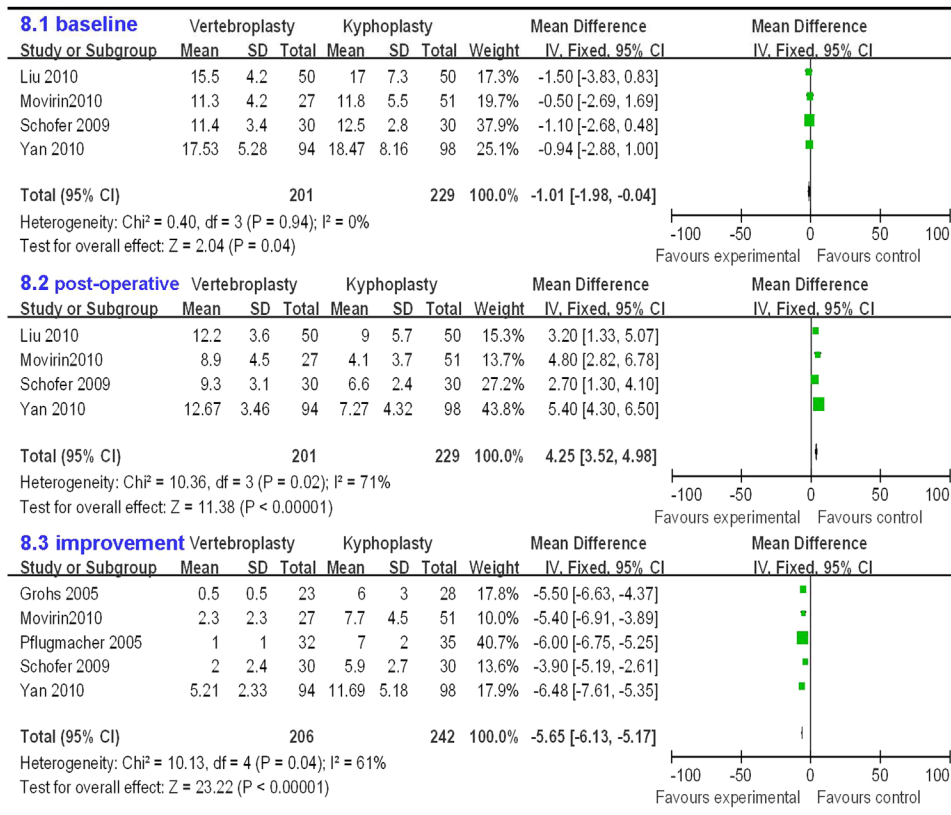 8.1 baseline Vertebroplasty Kyphoplasty Mean Difference Mean Difference
Study or Subgroup Mean SD Total Mean SD Total Weight IV, Fixed, 95% CI IV, Fixed, 95% CI
Liu 2010 15.5 4.2 50 17 7.3 50 17.3% -1.50 [-3.83, 0.83]
Movirin2010 11.3 4.2 27 11.8 5.5 51 19.7% -0.50 [-2.69, 1.69]
Schofer 2009 11.4 3.4 30 12.5 2.8 30 37.9% -1.10 [-2.68, 0.48]
Yan 2010 17.53 5.28 94 18.47 8.16 98 25.1% -0.94 [-2.88, 1.00]
Total (95% CI) 201 229 100.0% -1.01 [-1.98, -0.04]
Heterogeneity: Chi² = 0.40, df = 3 (P = 0.94); I² = 0%
Test for overall effect: Z = 2.04 (P = 0.04)
-100 -50 0 50 100
Favours experimental Favours control
8.2 post-operative Vertebroplasty Kyphoplasty Mean Difference Mean Difference
Study or Subgroup Mean SD Total Mean SD Total Weight IV, Fixed, 95% CI IV, Fixed, 95% CI
Liu 2010 12.2 3.6 50 9 5.7 50 15.3% 3.20 [1.33, 5.07]
Movirin2010 8.9 4.5 27 4.1 3.7 51 13.7% 4.80 [2.82, 6.78]
Schofer 2009 9.3 3.1 30 6.6 2.4 30 27.2% 2.70 [1.30, 4.10]
Yan 2010 12.67 3.46 94 7.27 4.32 98 43.8% 5.40 [4.30, 6.50]
Total (95% CI) 201 229 100.0% 4.25 [3.52, 4.98]
Heterogeneity: Chi² = 10.36, df = 3 (P = 0.02); I² = 71%
Test for overall effect: Z = 11.38 (P < 0.00001)
-100 -50 0 50 100
Favours experimental Favours control
8.3 improvement Vertebroplasty Kyphoplasty Mean Difference Mean Difference
Study or Subgroup Mean SD Total Mean SD Total Weight IV, Fixed, 95% CI IV, Fixed, 95% CI
Grohs 2005 0.5 0.5 23 6 3 28 17.8% -5.50 [-6.63, -4.37]
Movirin2010 2.3 2.3 27 7.7 4.5 51 10.0% -5.40 [-6.91, -3.89]
Pflugmacher 2005 1 1 32 7 2 35 40.7% -6.00 [-6.75, -5.25]
Schofer 2009 2 2.4 30 5.9 2.7 30 13.6% -3.90 [-5.19, -2.61]
Yan 2010 5.21 2.33 94 11.69 5.18 98 17.9% -6.48 [-7.61, -5.35]
Total (95% CI) 206 242 100.0% -5.65 [-6.13, -5.17]
Heterogeneity: Chi² = 10.13, df = 4 (P = 0.04); I² = 61%
Test for overall effect: Z = 23.22 (P < 0.00001)
-100 -50 0 50 100
Favours experimental Favours control